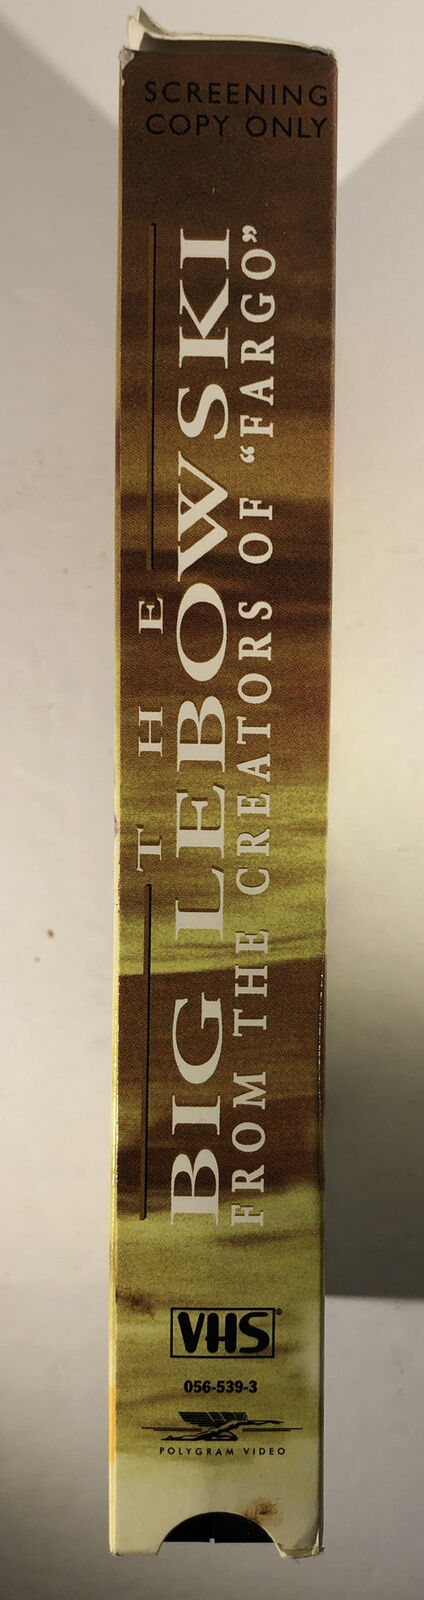 SCREENING
COPY ONLY
THE
BIG LEBOWSKI
FROM THE CREATORS OF “FARGO”
VHS®
056-539-3
POLYGRAM VIDEO